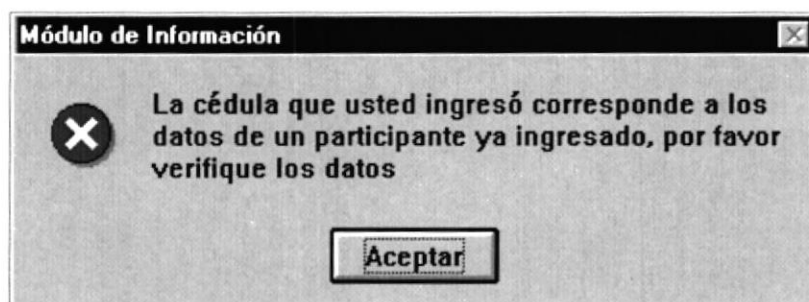 Módulo de Información
La cédula que usted ingresó corresponde a los
datos de un participante ya ingresado, por favor
verifique los datos
Aceptar